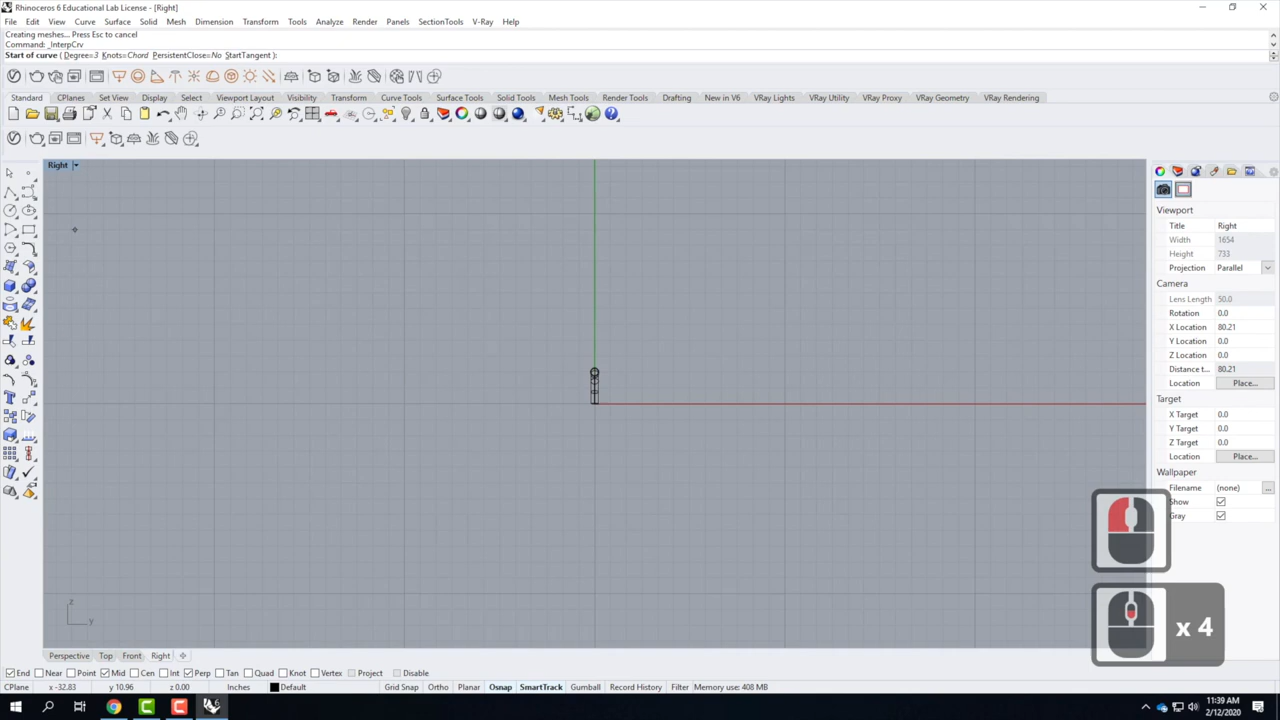 Rhinoceros 6 Educational Lab License - [Right]
File Edit View Curve Surface Solid Mesh Dimension Transform Tools Analyze Render Panels SectionTools V-Ray Help
Creating meshes... Press Esc to cancel
Command: _InterpCrv
Start of curve ( Degree=3 Knots=Chord PersistentClose=No StartTangent ):
Standard CPlanes Set View Display Select Viewport Layout Visibility Transform Curve Tools Surface Tools Solid Tools Mesh Tools Render Tools Drafting New in V6 VRay Lights VRay Utility VRay Proxy VRay Geometry VRay Rendering
Right
Viewport
Title Right
Width 1654
Height 733
Projection Parallel
Camera
Lens Length 50.0
Rotation 0.0
X Location 80.21
Y Location 0.0
Z Location 0.0
Distance t... 80.21
Location Place...
Target
X Target 0.0
Y Target 0.0
Z Target 0.0
Location Place...
Wallpaper
Filename (none) ...
Show
Gray
x 4
z
y
Perspective Top Front Right
End Near Point Mid Cen Int Perp Tan Quad Knot Vertex Project Disable
CPlane x -32.83 y 10.96 z 0.00 Inches Default Grid Snap Ortho Planar Osnap SmartTrack Gumball Record History Filter Memory use: 408 MB
11:39 AM
2/12/2020